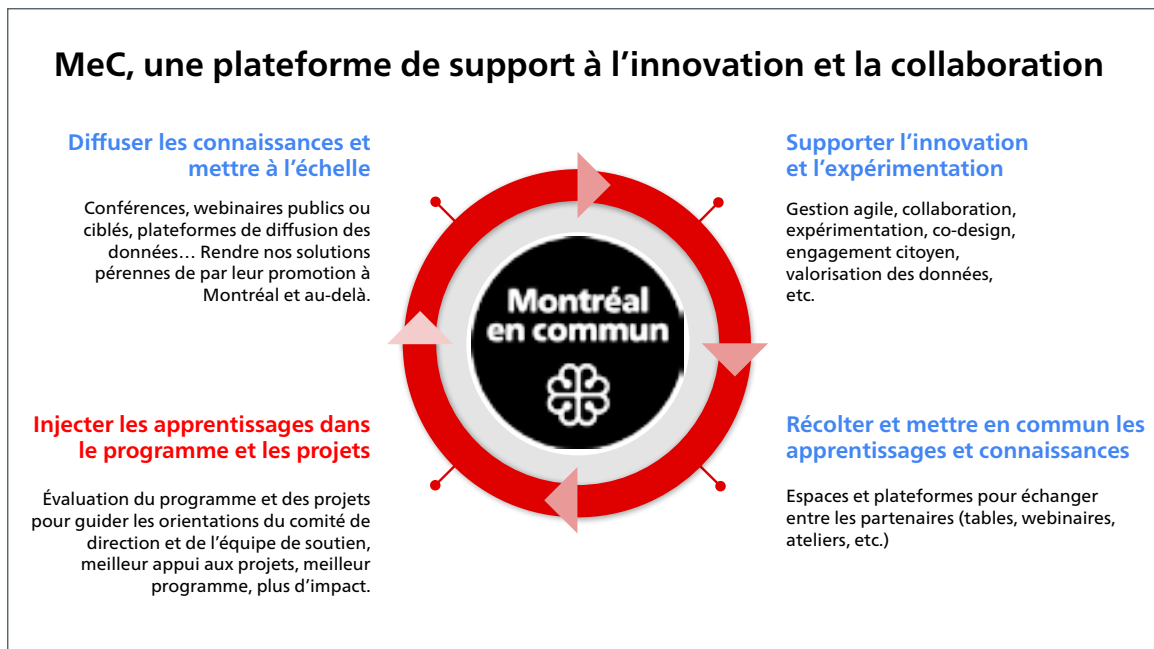 MeC, une plateforme de support à l’innovation et la collaboration
Diffuser les connaissances et
mettre à l’échelle
Conférences, webinaires publics ou
ciblés, plateformes de diffusion des
données… Rendre nos solutions
pérennes de par leur promotion à
Montréal et au-delà.
Supporter l’innovation
et l’expérimentation
Gestion agile, collaboration,
expérimentation, co-design,
engagement citoyen,
valorisation des données,
etc.
Montréal
en commun
Injecter les apprentissages dans
le programme et les projets
Évaluation du programme et des projets
pour guider les orientations du comité de
direction et de l’équipe de soutien,
meilleur appui aux projets, meilleur
programme, plus d’impact.
Récolter et mettre en commun les
apprentissages et connaissances
Espaces et plateformes pour échanger
entre les partenaires (tables, webinaires,
ateliers, etc.)